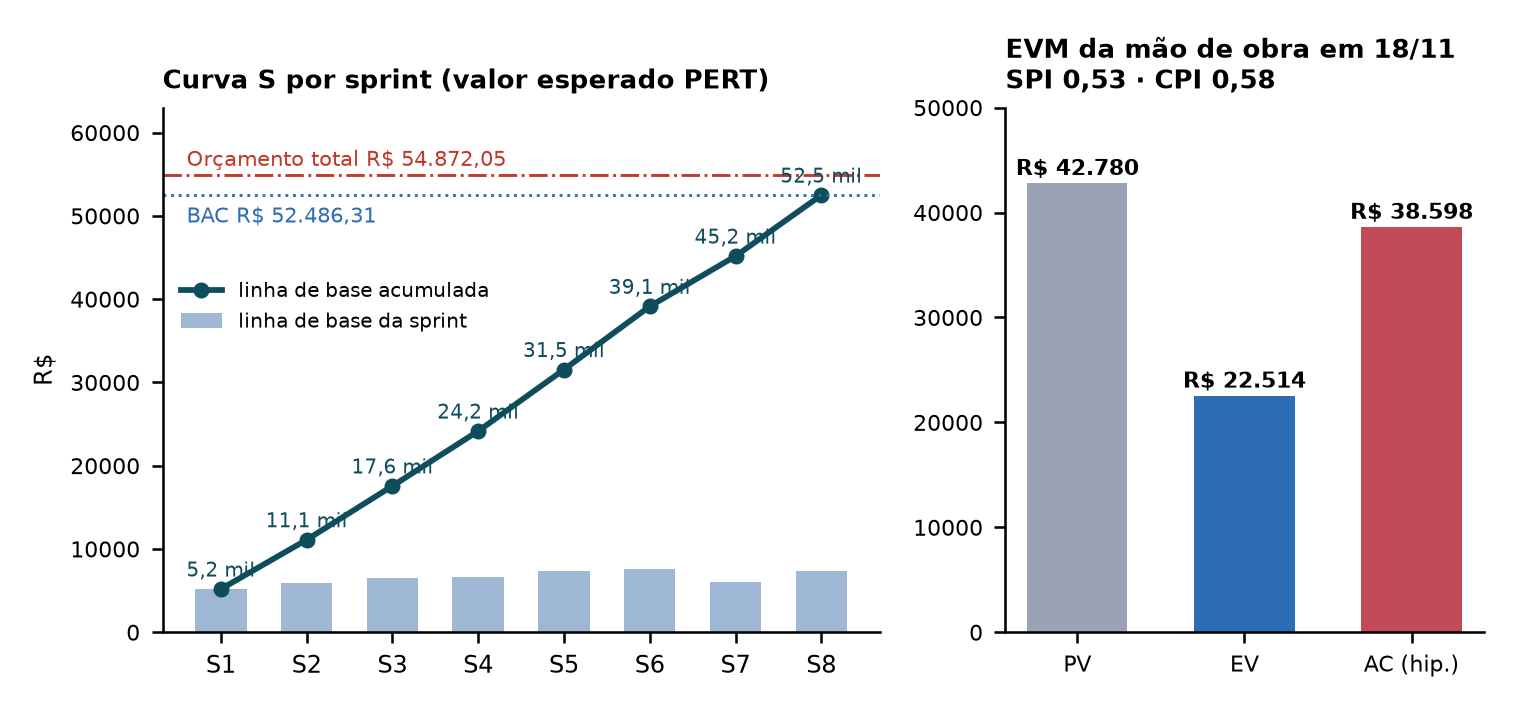 Curva S por sprint (valor esperado PERT)
R$
60000
50000
40000
30000
20000
10000
0
Orçamento total R$ 54.872,05
BAC R$ 52.486,31
linha de base acumulada
linha de base da sprint
5,2 mil
11,1 mil
17,6 mil
24,2 mil
31,5 mil
39,1 mil
45,2 mil
52,5 mil
S1 S2 S3 S4 S5 S6 S7 S8
EVM da mão de obra em 18/11
SPI 0,53 · CPI 0,58
50000
40000
30000
20000
10000
0
R$ 42.780
R$ 22.514
R$ 38.598
PV EV AC (hip.)